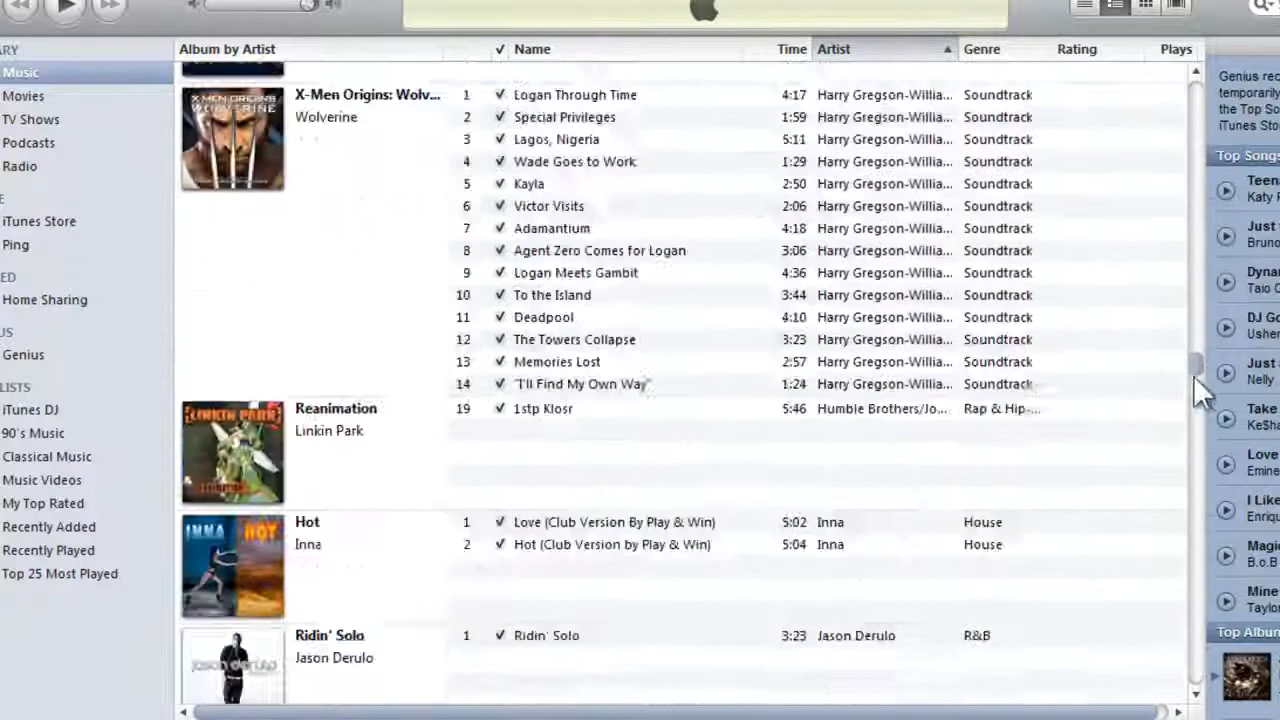 Album by Artist ✓ Name Time Artist ▲ Genre Rating Plays
ARY
Music
Movies
TV Shows
Podcasts
Radio
E
iTunes Store
Ping
ED
Home Sharing
US
Genius
LISTS
iTunes DJ
90's Music
Classical Music
Music Videos
My Top Rated
Recently Added
Recently Played
Top 25 Most Played
X-MEN ORIGINS
WOLVERINE
X-Men Origins: Wolv...
Wolverine
1 ✓ Logan Through Time 4:17 Harry Gregson-Willia... Soundtrack
2 ✓ Special Privileges 1:59 Harry Gregson-Willia... Soundtrack
3 ✓ Lagos, Nigeria 5:11 Harry Gregson-Willia... Soundtrack
4 ✓ Wade Goes to Work 1:29 Harry Gregson-Willia... Soundtrack
5 ✓ Kayla 2:50 Harry Gregson-Willia... Soundtrack
6 ✓ Victor Visits 2:06 Harry Gregson-Willia... Soundtrack
7 ✓ Adamantium 4:18 Harry Gregson-Willia... Soundtrack
8 ✓ Agent Zero Comes for Logan 3:06 Harry Gregson-Willia... Soundtrack
9 ✓ Logan Meets Gambit 4:36 Harry Gregson-Willia... Soundtrack
10 ✓ To the Island 3:44 Harry Gregson-Willia... Soundtrack
11 ✓ Deadpool 4:10 Harry Gregson-Willia... Soundtrack
12 ✓ The Towers Collapse 3:23 Harry Gregson-Willia... Soundtrack
13 ✓ Memories Lost 2:57 Harry Gregson-Willia... Soundtrack
14 ✓ "I'll Find My Own Way" 1:24 Harry Gregson-Willia... Soundtrack
LINKIN PARK
Reanimation
Linkin Park
19 ✓ 1stp Klosr 5:46 Humble Brothers/Jo... Rap & Hip-...
INNA HOT
Hot
Inna
1 ✓ Love (Club Version By Play & Win) 5:02 Inna House
2 ✓ Hot (Club Version by Play & Win) 5:04 Inna House
JASON DERULO
Ridin' Solo
Jason Derulo
1 ✓ Ridin' Solo 3:23 Jason Derulo R&B
Genius rec
temporarily
the Top So
iTunes Sto
Top Songs
Teena
Katy P
Just t
Bruno
Dyna
Taio C
DJ Go
Usher
Just a
Nelly
Take
Ke$ha
Love
Emine
I Like
Enriqu
Magic
B.o.B
Mine
Taylor
Top Album